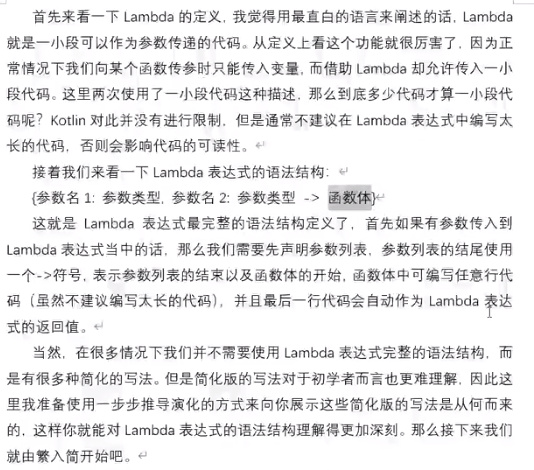 首先来看一下 Lambda 的定义，我觉得用最直白的语言来阐述的话，Lambda
就是一小段可以作为参数传递的代码。从定义上看这个功能就很厉害了，因为正
常情况下我们向某个函数传参时只能传入变量，而借助 Lambda 却允许传入一小
段代码。这里两次使用了一小段代码这种描述，那么到底多少代码才算一小段代
码呢？Kotlin 对此并没有进行限制，但是通常不建议在 Lambda 表达式中编写太
长的代码，否则会影响代码的可读性。
接着我们来看一下 Lambda 表达式的语法结构：
{参数名 1: 参数类型, 参数名 2: 参数类型 -> 函数体}
这就是 Lambda 表达式最完整的语法结构定义了，首先如果有参数传入到
Lambda 表达式当中的话，那么我们需要先声明参数列表，参数列表的结尾使用
一个->符号，表示参数列表的结束以及函数体的开始，函数体中可编写任意行代
码（虽然不建议编写太长的代码），并且最后一行代码会自动作为 Lambda 表达
式的返回值。
当然，在很多情况下我们并不需要使用 Lambda 表达式完整的语法结构，而
是有很多种简化的写法。但是简化版的写法对于初学者而言也更难理解，因此这
里我准备使用一步步推导演化的方式来向你展示这些简化版的写法是从何而来
的，这样你就能对 Lambda 表达式的语法结构理解得更加深刻。那么接下来我们
就由繁入简开始吧。